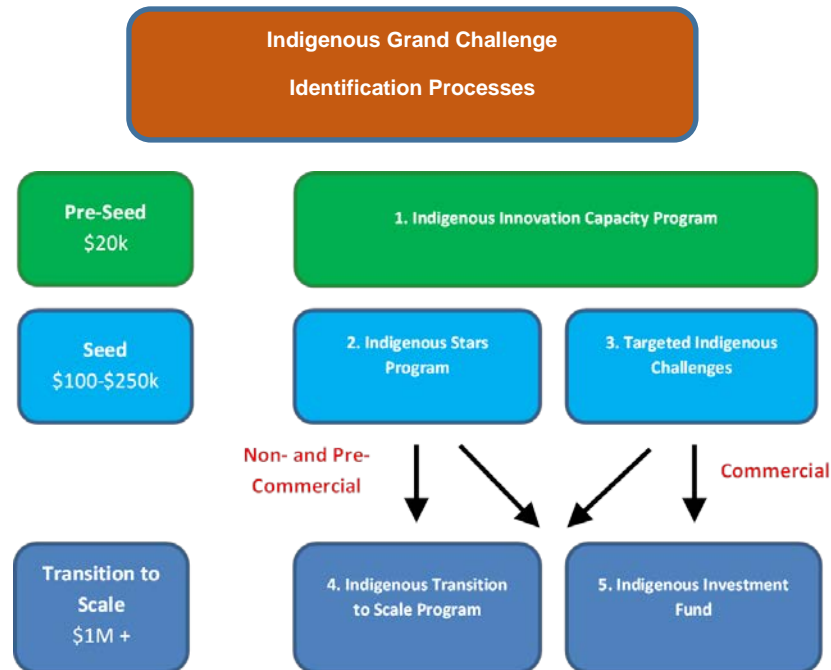 Indigenous Grand Challenge
Identification Processes
Pre-Seed
$20k
1. Indigenous Innovation Capacity Program
Seed
$100-$250k
2. Indigenous Stars
Program
3. Targeted Indigenous
Challenges
Non- and Pre-
Commercial
Commercial
Transition to
Scale
$1M +
4. Indigenous Transition
to Scale Program
5. Indigenous Investment
Fund